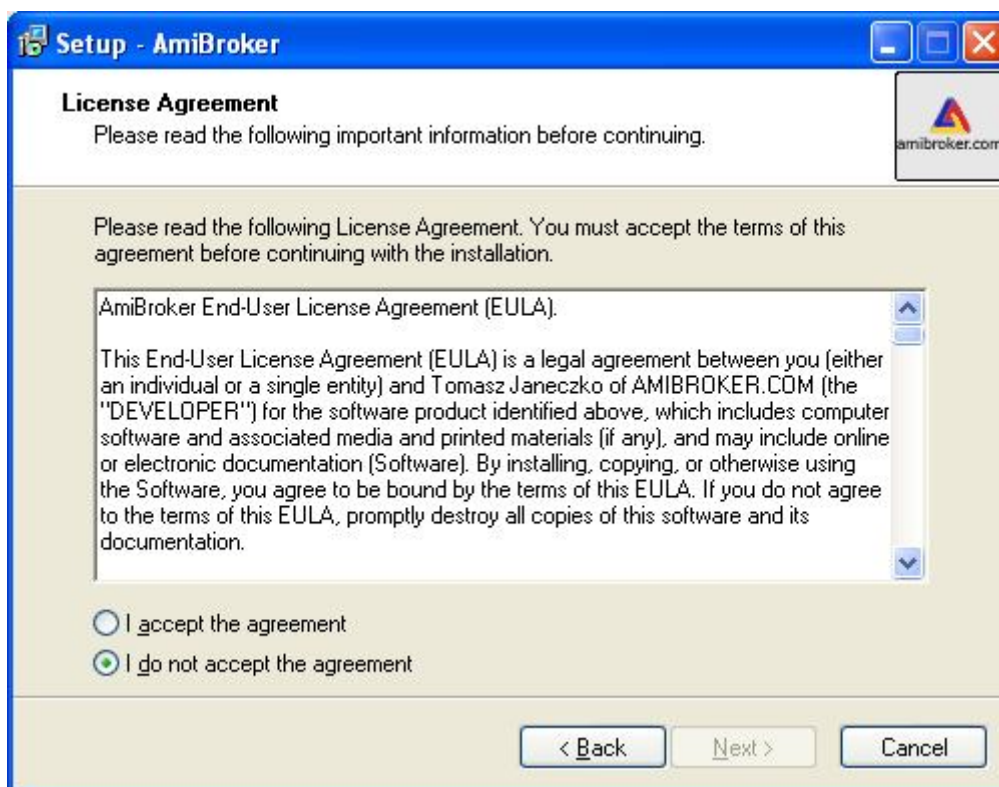 Setup - AmiBroker
License Agreement
Please read the following important information before continuing.
amibroker.com
Please read the following License Agreement. You must accept the terms of this
agreement before continuing with the installation.
AmiBroker End-User License Agreement (EULA).
This End-User License Agreement (EULA) is a legal agreement between you (either
an individual or a single entity) and Tomasz Janeczko of AMIBROKER.COM (the
"DEVELOPER") for the software product identified above, which includes computer
software and associated media and printed materials (if any), and may include online
or electronic documentation (Software). By installing, copying, or otherwise using
the Software, you agree to be bound by the terms of this EULA. If you do not agree
to the terms of this EULA, promptly destroy all copies of this software and its
documentation.
I accept the agreement
I do not accept the agreement
< Back Next > Cancel